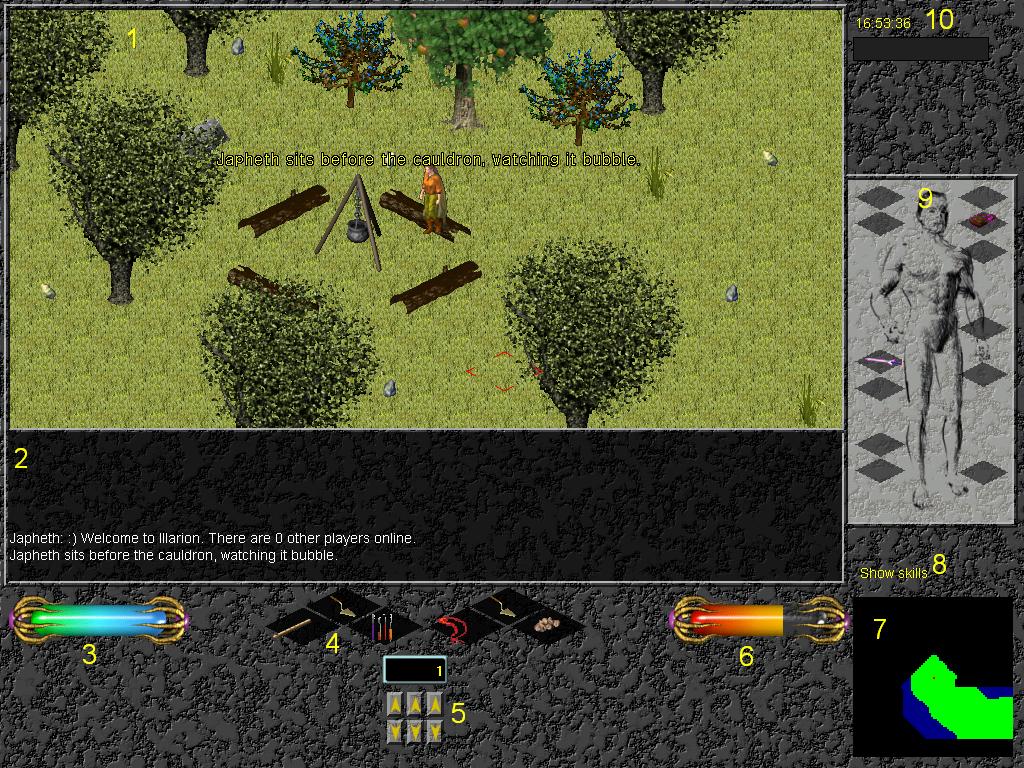 1
16:53:36 10
Japheth sits before the cauldron, watching it bubble.
9
2
Japheth: :) Welcome to Illarion. There are 0 other players online.
Japheth sits before the cauldron, watching it bubble.
Show skills 8
3
4
6
7
1
5